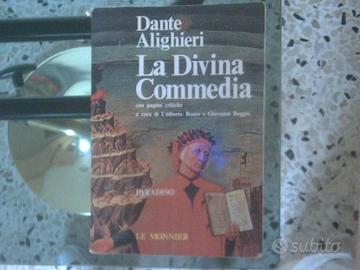 Dante
Alighieri
La Divina
Commedia
con pagine critiche
a cura di Umberto Bosco e Giovanni Reggio
PARADISO
LE MONNIER
subito